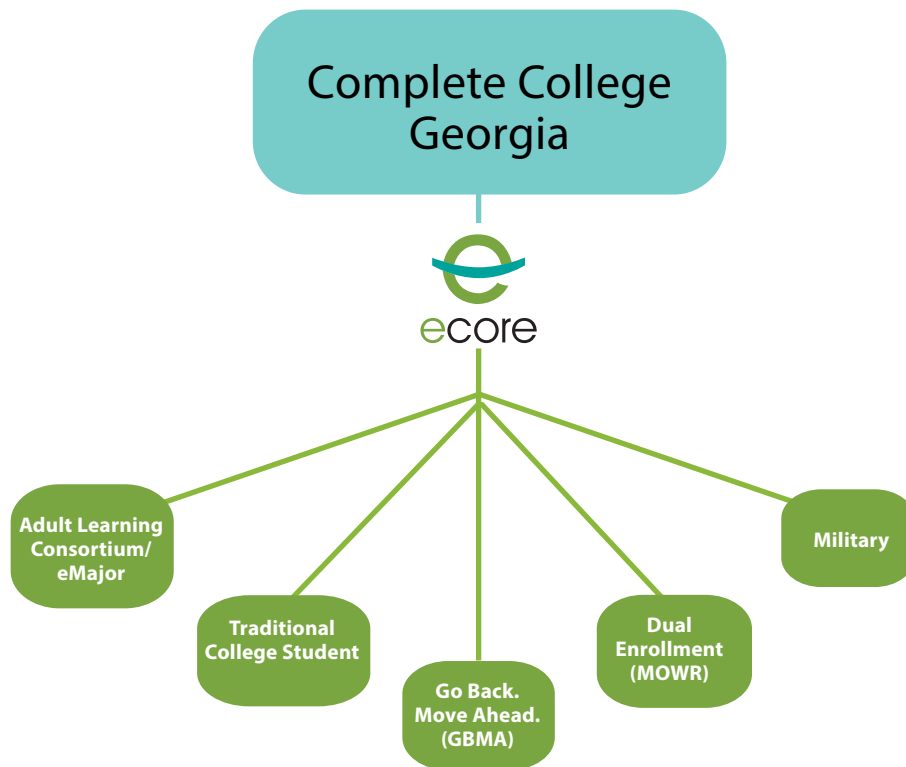 Complete College
Georgia
ecore
Adult Learning
Consortium/
eMajor
Traditional
College Student
Go Back.
Move Ahead.
(GBMA)
Dual
Enrollment
(MOWR)
Military